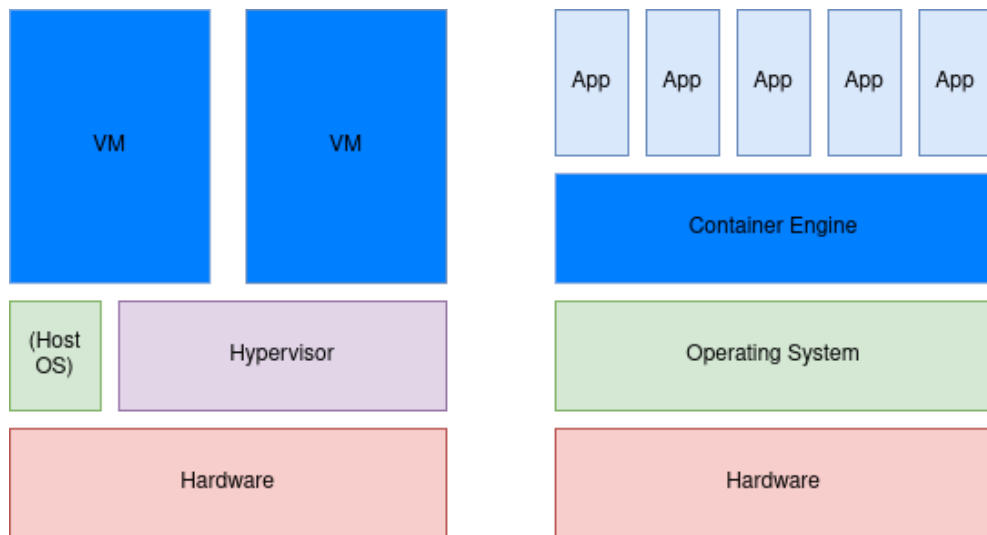 VM
VM
(Host
OS)
Hypervisor
Hardware
App
App
App
App
App
Container Engine
Operating System
Hardware